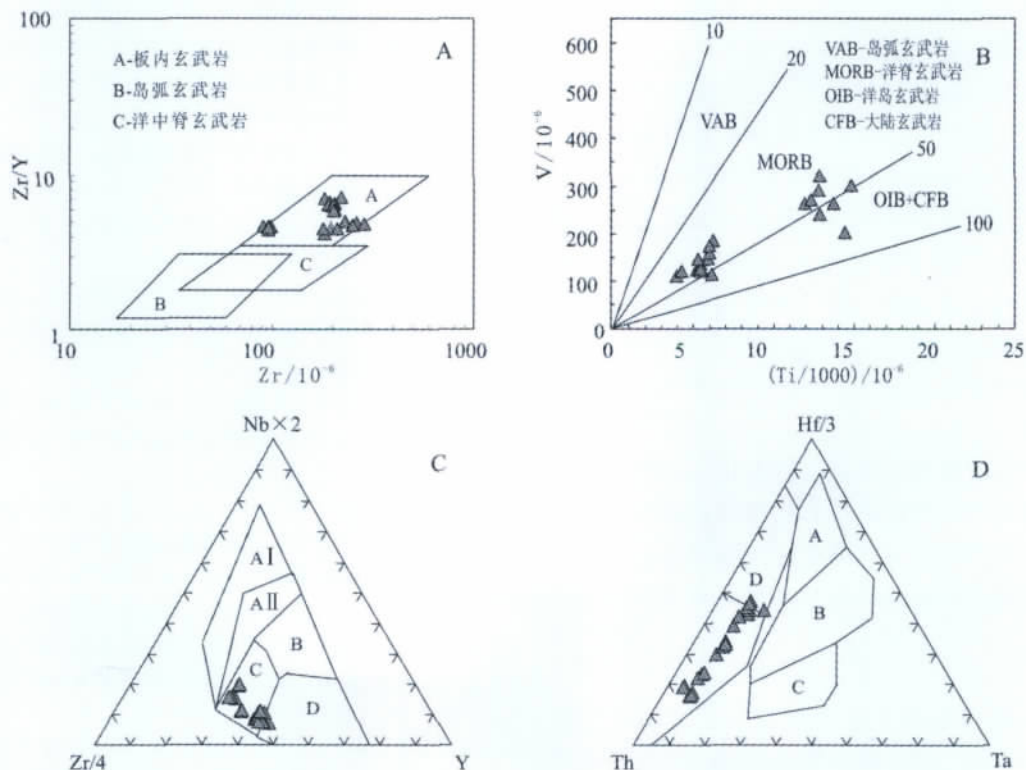 100
A
A-板内玄武岩
B-岛弧玄武岩
C-洋中脊玄武岩
Zr/Y
10
A
C
B
1
10
100
1000
Zr/10⁻⁶
600
10
B
VAB-岛弧玄武岩
MORB-洋脊玄武岩
OIB-洋岛玄武岩
CFB-大陆玄武岩
500
20
400
VAB
V/10⁻⁶
MORB
50
300
OIB+CFB
200
100
100
0
0
5
10
15
20
25
(Ti/1000)/10⁻⁶
Nb×2
C
AⅠ
AⅡ
B
C
D
Zr/4
Y
Hf/3
D
A
D
B
C
Th
Ta